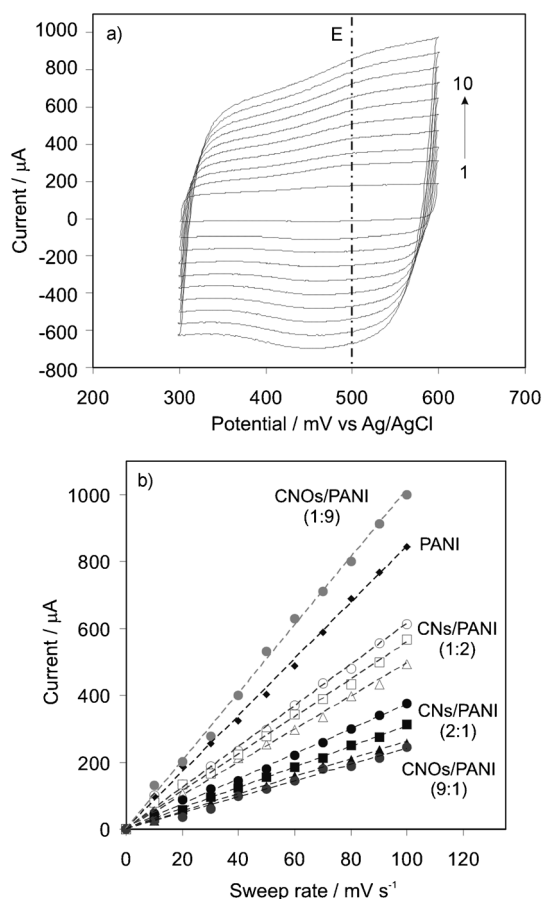 1000
a)
E
800
10
600
400
1
200
0
-200
-400
-600
-800
Current / µA
200
300
400
500
600
700
Potential / mV vs Ag/AgCl
b)
1000
CNOs/PANI
(1:9)
PANI
800
600
CNs/PANI
(1:2)
400
CNs/PANI
(2:1)
200
CNOs/PANI
(9:1)
0
Current / µA
0
20
40
60
80
100
120
Sweep rate / mV s⁻¹